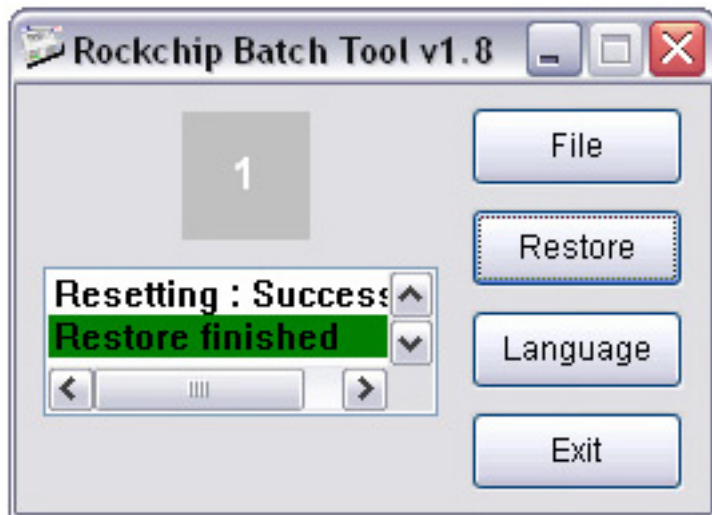 Rockchip Batch Tool v1.8
1
File
Restore
Language
Exit
Resetting : Success
Restore finished